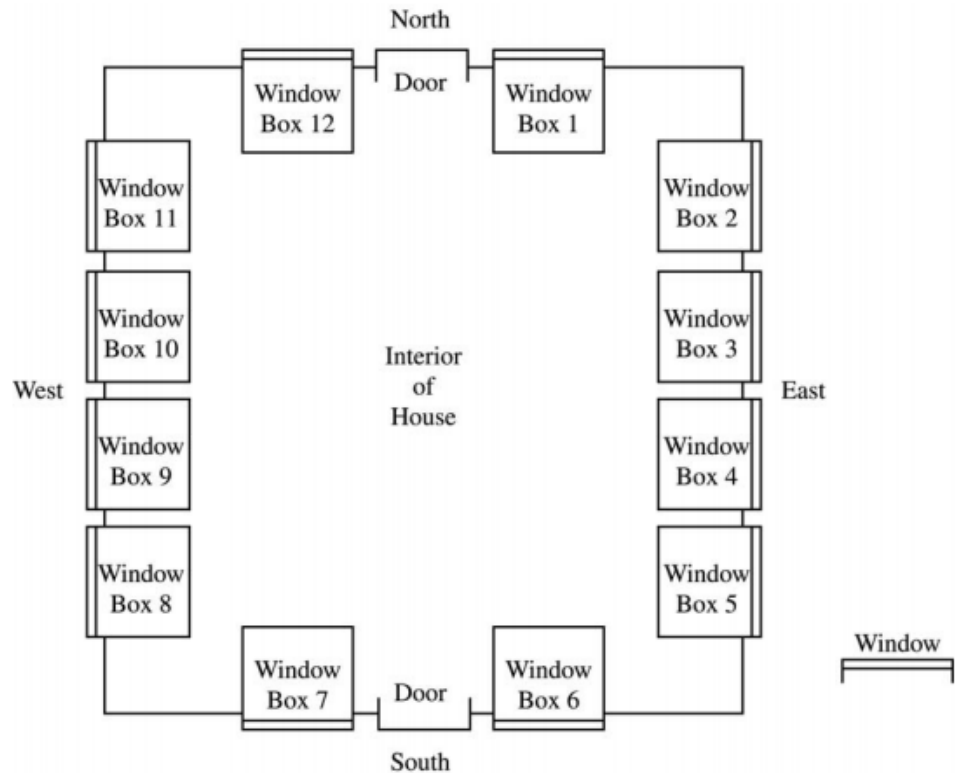 North
Door
Window
Box 12
Window
Box 1
Window
Box 11
Window
Box 2
Window
Box 10
Window
Box 3
West
Interior
of
House
East
Window
Box 9
Window
Box 4
Window
Box 8
Window
Box 5
Window
Box 7
Door
Window
Box 6
Window
South